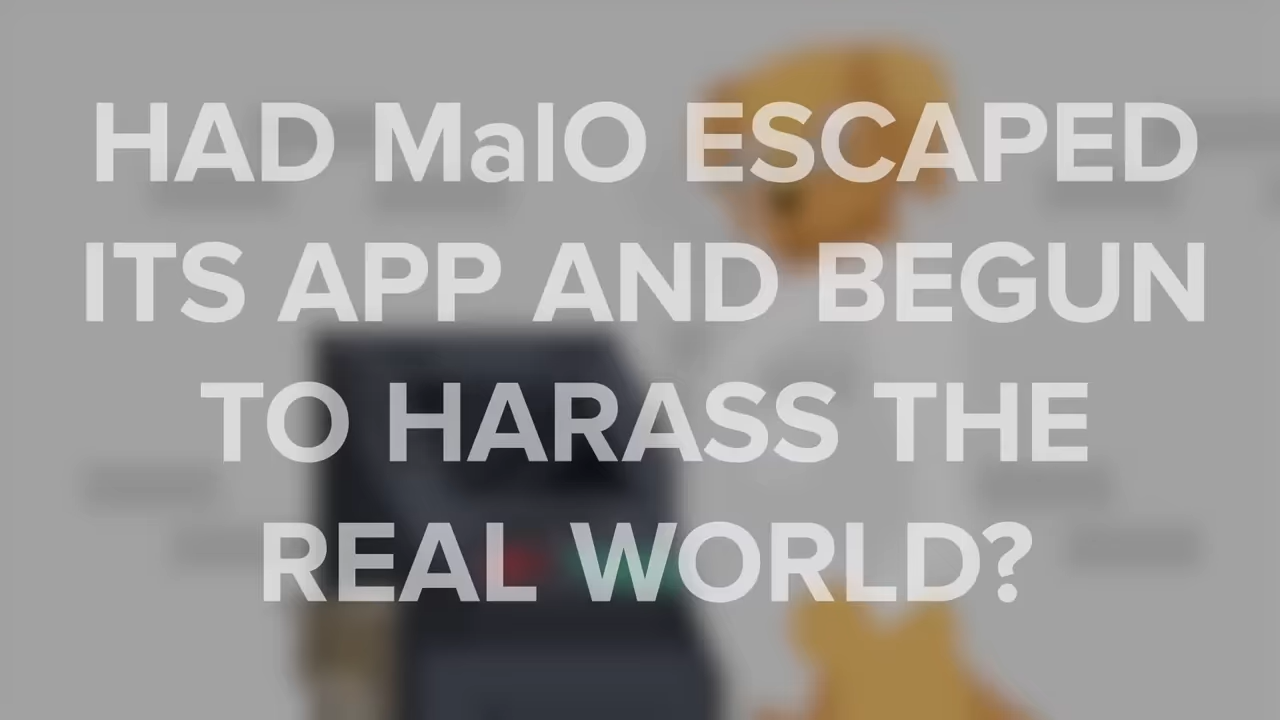 HAD MalO ESCAPED
ITS APP AND BEGUN
TO HARASS THE
REAL WORLD?